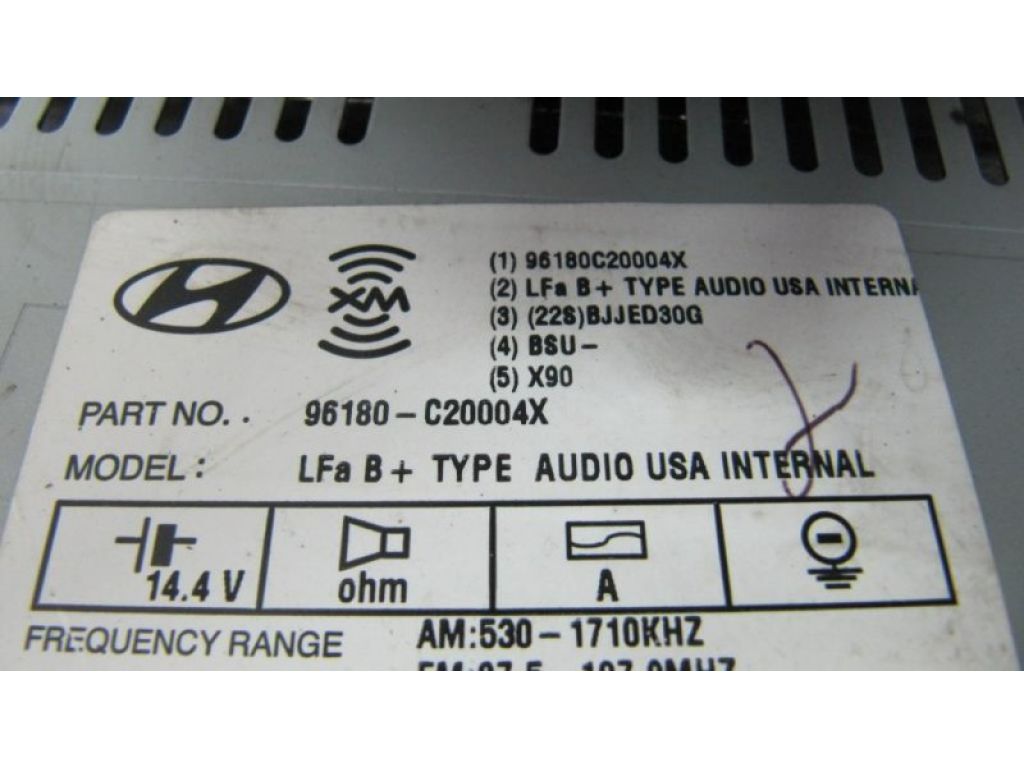 XM
(1) 96180C20004X
(2) LFa B+ TYPE AUDIO USA INTERNA
(3) (22S)BJJED30G
(4) BSU-
(5) X90
PART NO. . 96180-C20004X
MODEL: LFa B+ TYPE AUDIO USA INTERNAL
14.4 V ohm A
FREQUENCY RANGE AM:530-1710KHZ